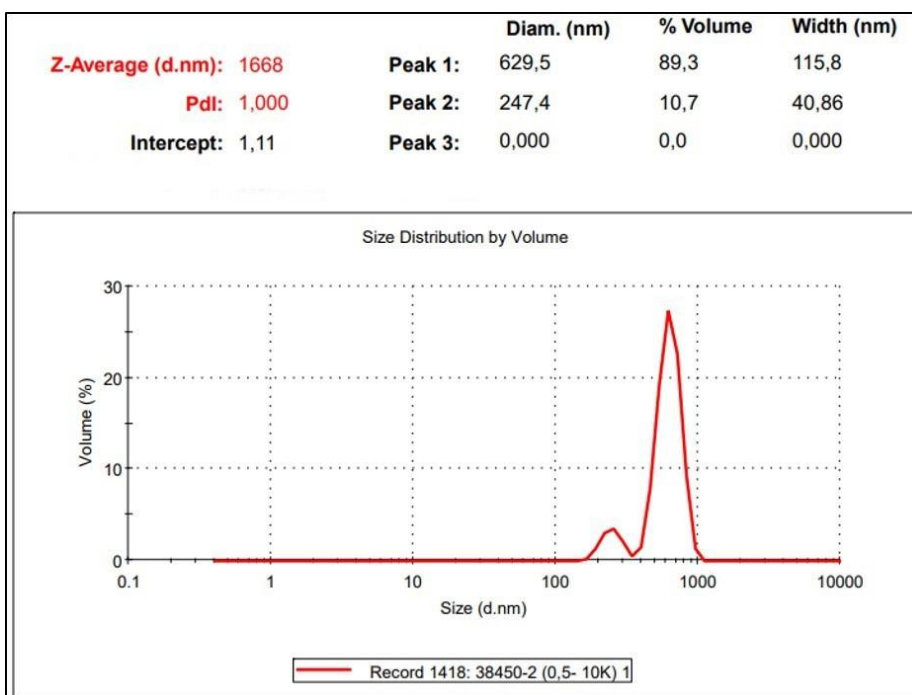 Diam. (nm) % Volume Width (nm)
Z-Average (d.nm): 1668 Peak 1: 629,5 89,3 115,8
PdI: 1,000 Peak 2: 247,4 10,7 40,86
Intercept: 1,11 Peak 3: 0,000 0,0 0,000
Size Distribution by Volume
30
20
10
0
Volume (%)
0.1 1 10 100 1000 10000
Size (d.nm)
Record 1418: 38450-2 (0,5- 10K) 1